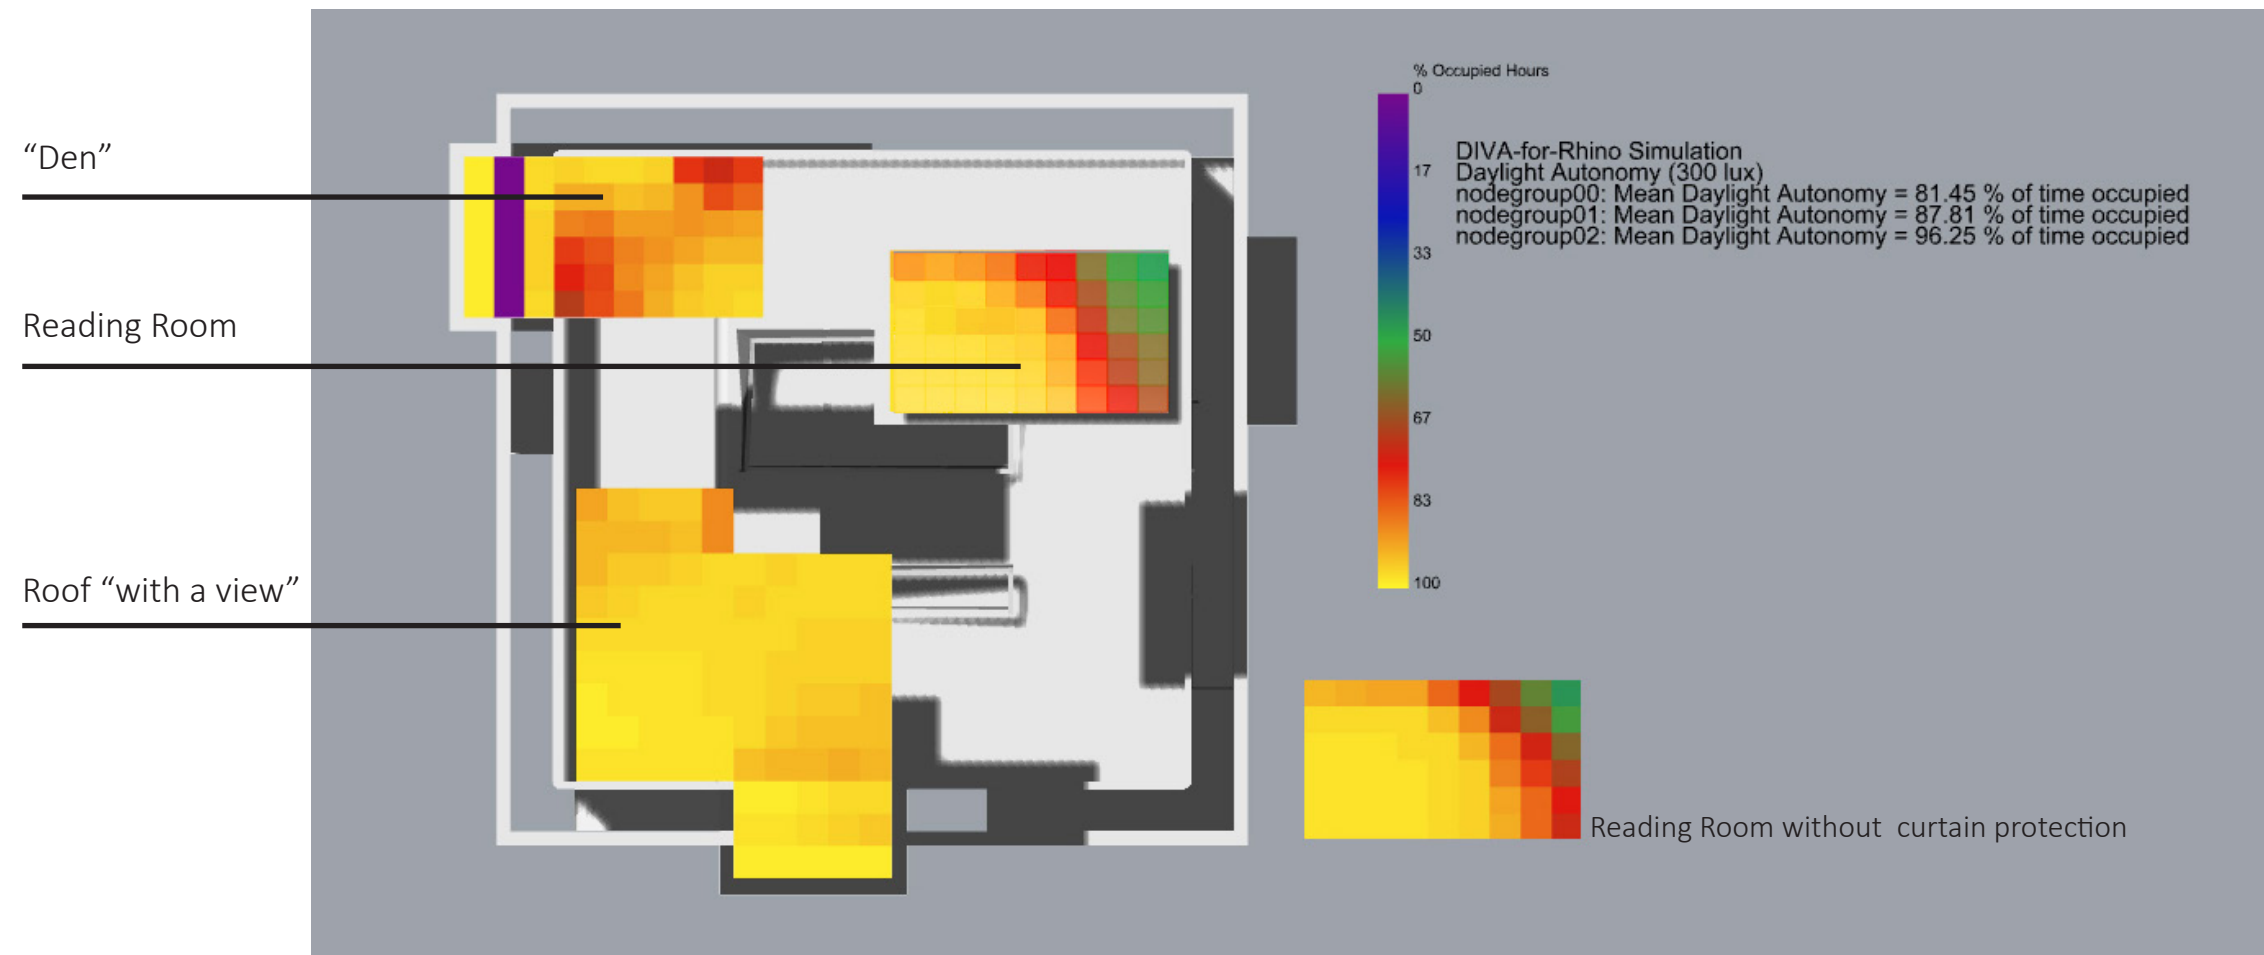 “Den”
Reading Room
Roof “with a view”
% Occupied Hours
0
17
33
50
67
83
100
DIVA-for-Rhino Simulation
Daylight Autonomy (300 lux)
nodegroup00: Mean Daylight Autonomy = 81.45 % of time occupied
nodegroup01: Mean Daylight Autonomy = 87.81 % of time occupied
nodegroup02: Mean Daylight Autonomy = 96.25 % of time occupied
Reading Room without  curtain protection